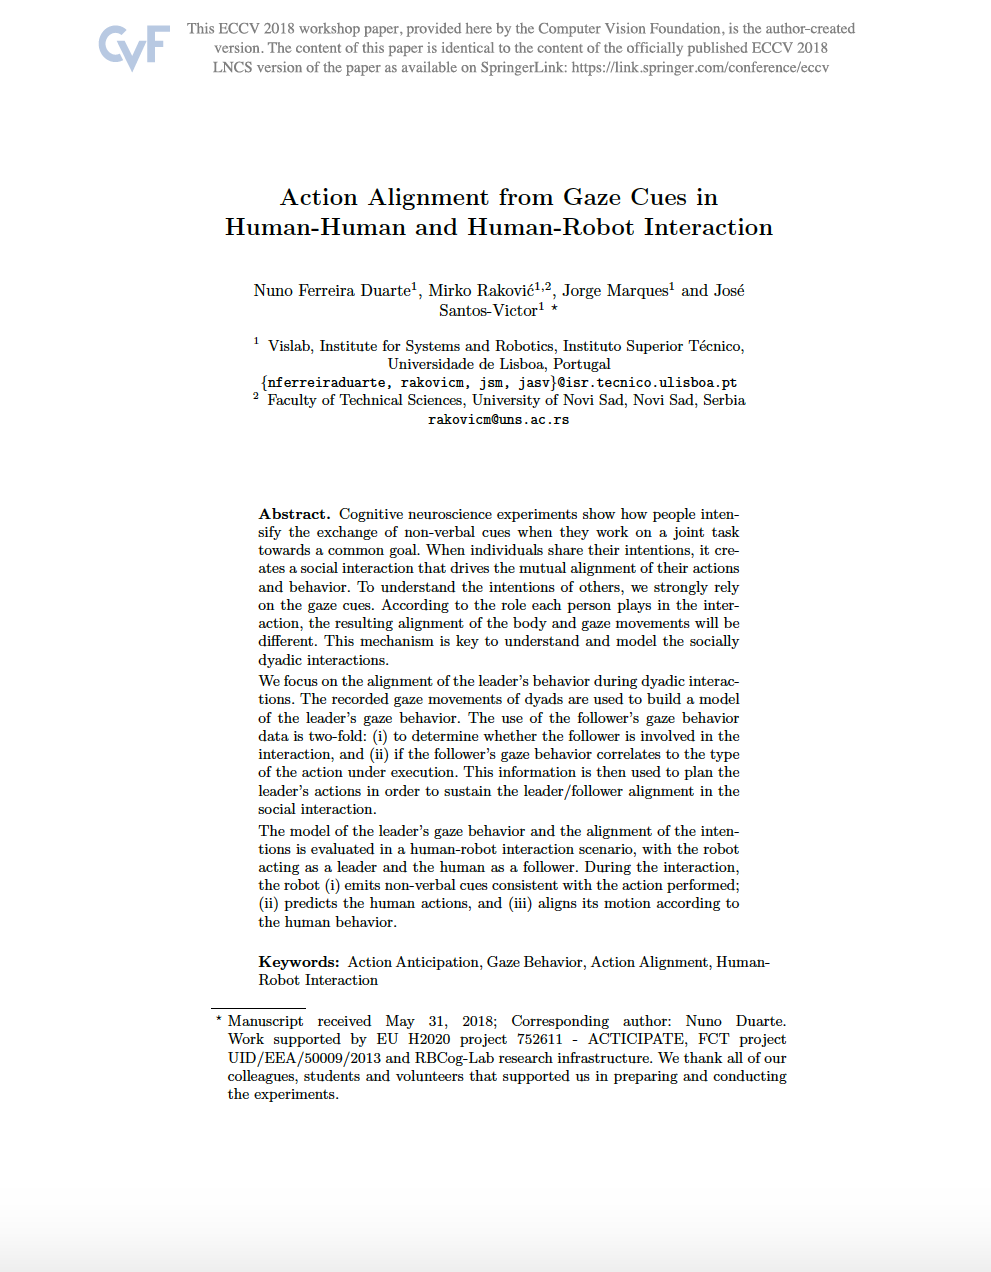 CVF
This ECCV 2018 workshop paper, provided here by the Computer Vision Foundation, is the author-created
version. The content of this paper is identical to the content of the officially published ECCV 2018
LNCS version of the paper as available on SpringerLink: https://link.springer.com/conference/eccv
Action Alignment from Gaze Cues in
Human-Human and Human-Robot Interaction
Nuno Ferreira Duarte1, Mirko Raković1,2, Jorge Marques1 and José
Santos-Victor1 *
1 Vislab, Institute for Systems and Robotics, Instituto Superior Técnico,
Universidade de Lisboa, Portugal
{nferreiraduarte, rakovicm, jsm, jasv}@isr.tecnico.ulisboa.pt
2 Faculty of Technical Sciences, University of Novi Sad, Novi Sad, Serbia
rakovicm@uns.ac.rs
Abstract. Cognitive neuroscience experiments show how people inten-
sify the exchange of non-verbal cues when they work on a joint task
towards a common goal. When individuals share their intentions, it cre-
ates a social interaction that drives the mutual alignment of their actions
and behavior. To understand the intentions of others, we strongly rely
on the gaze cues. According to the role each person plays in the inter-
action, the resulting alignment of the body and gaze movements will be
different. This mechanism is key to understand and model the socially
dyadic interactions.
We focus on the alignment of the leader's behavior during dyadic interac-
tions. The recorded gaze movements of dyads are used to build a model
of the leader's gaze behavior. The use of the follower's gaze behavior
data is two-fold: (i) to determine whether the follower is involved in the
interaction, and (ii) if the follower's gaze behavior correlates to the type
of the action under execution. This information is then used to plan the
leader's actions in order to sustain the leader/follower alignment in the
social interaction.
The model of the leader's gaze behavior and the alignment of the inten-
tions is evaluated in a human-robot interaction scenario, with the robot
acting as a leader and the human as a follower. During the interaction,
the robot (i) emits non-verbal cues consistent with the action performed;
(ii) predicts the human actions, and (iii) aligns its motion according to
the human behavior.
Keywords: Action Anticipation, Gaze Behavior, Action Alignment, Human-
Robot Interaction
* Manuscript received May 31, 2018; Corresponding author: Nuno Duarte.
Work supported by EU H2020 project 752611 - ACTICIPATE, FCT project
UID/EEA/50009/2013 and RBCog-Lab research infrastructure. We thank all of our
colleagues, students and volunteers that supported us in preparing and conducting
the experiments.